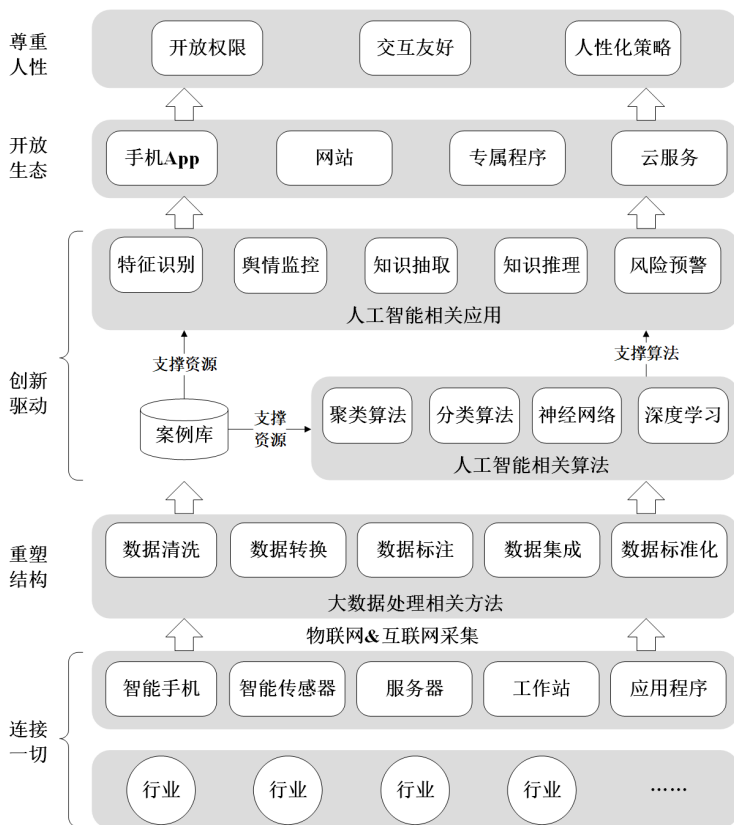 尊重
人性
开放权限
交互友好
人性化策略
开放
生态
手机App
网站
专属程序
云服务
创新
驱动
特征识别
舆情监控
知识抽取
知识推理
风险预警
人工智能相关应用
支撑资源
支撑算法
案例库
支撑
资源
聚类算法
分类算法
神经网络
深度学习
人工智能相关算法
重塑
结构
数据清洗
数据转换
数据标注
数据集成
数据标准化
大数据处理相关方法
物联网&互联网采集
连接
一切
智能手机
智能传感器
服务器
工作站
应用程序
行业
行业
行业
行业
……